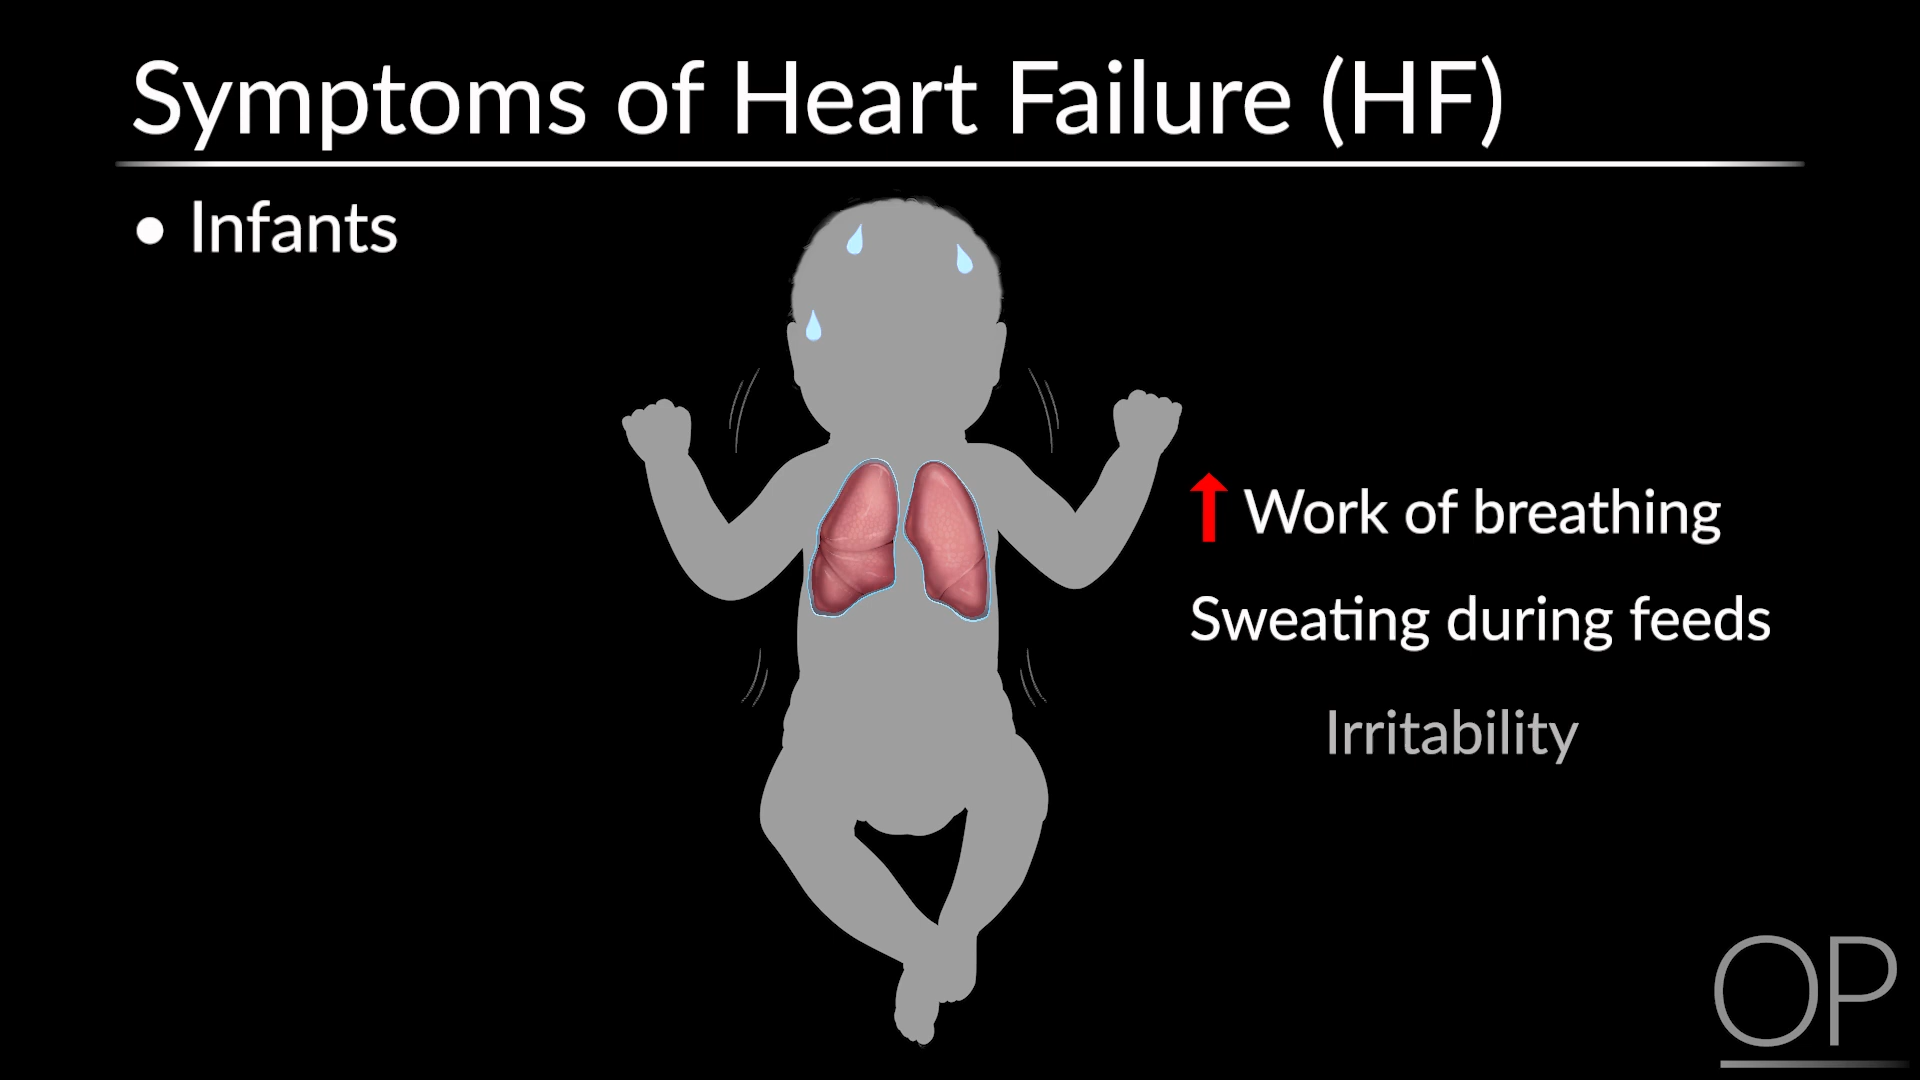 Symptoms of Heart Failure (HF)
• Infants
Work of breathing
Sweating during feeds
Irritability
OP